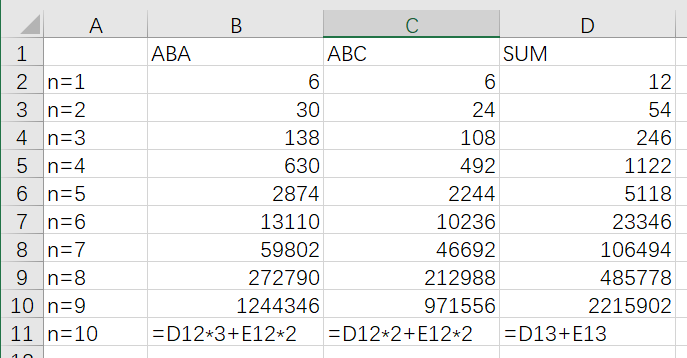 A B C D
1 ABA ABC SUM
2 n=1 6 6 12
3 n=2 30 24 54
4 n=3 138 108 246
5 n=4 630 492 1122
6 n=5 2874 2244 5118
7 n=6 13110 10236 23346
8 n=7 59802 46692 106494
9 n=8 272790 212988 485778
10 n=9 1244346 971556 2215902
11 n=10 =D12*3+E12*2 =D12*2+E12*2 =D13+E13